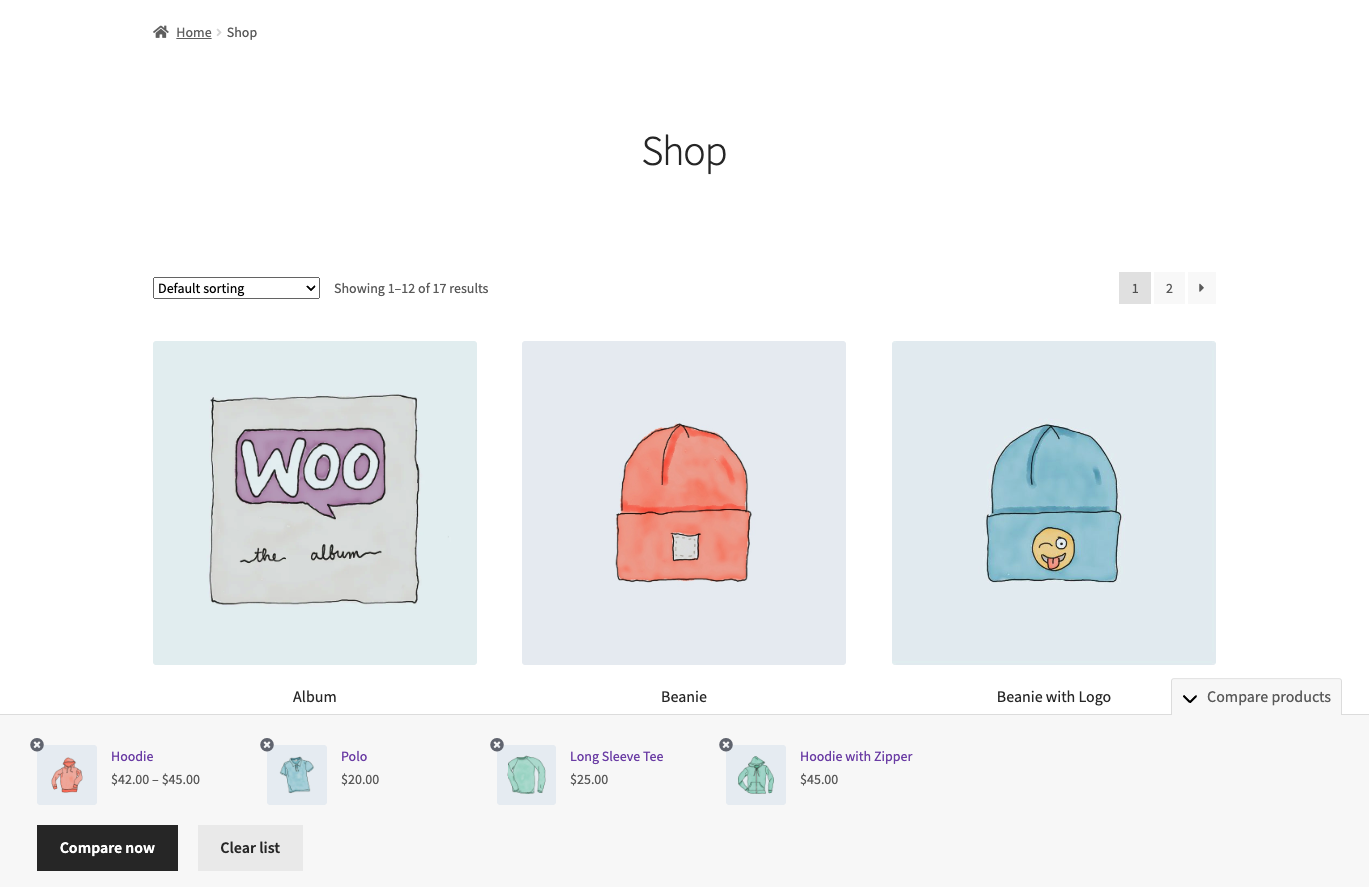 Home Shop
Shop
Default sorting Showing 1–12 of 17 results 1 2
WOO
the album
Album Beanie Beanie with Logo Compare products
Hoodie Polo Long Sleeve Tee Hoodie with Zipper
$42.00 – $45.00 $20.00 $25.00 $45.00
Compare now Clear list